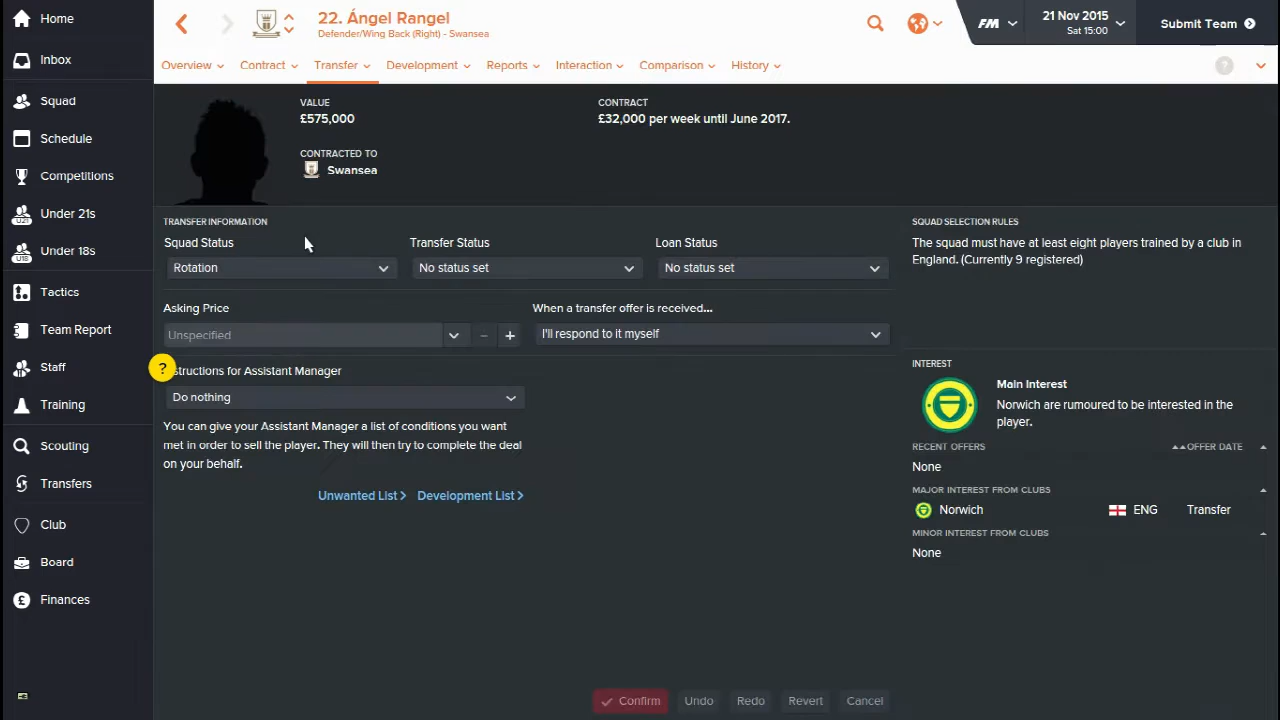 Home
Inbox
Squad
Schedule
Competitions
Under 21s
Under 18s
Tactics
Team Report
Staff
Training
Scouting
Transfers
Club
Board
Finances
22. Ángel Rangel
Defender/Wing Back (Right) - Swansea
FM
21 Nov 2015
Sat 15:00
Submit Team
Overview
Contract
Transfer
Development
Reports
Interaction
Comparison
History
?
VALUE
£575,000
CONTRACT
£32,000 per week until June 2017.
CONTRACTED TO
Swansea
TRANSFER INFORMATION
Squad Status
Transfer Status
Loan Status
Rotation
No status set
No status set
Asking Price
When a transfer offer is received...
Unspecified
I'll respond to it myself
?
structions for Assistant Manager
Do nothing
You can give your Assistant Manager a list of conditions you want
met in order to sell the player. They will then try to complete the deal
on your behalf.
Unwanted List
Development List
SQUAD SELECTION RULES
The squad must have at least eight players trained by a club in
England. (Currently 9 registered)
INTEREST
Main Interest
Norwich are rumoured to be interested in the
player.
RECENT OFFERS
OFFER DATE
None
MAJOR INTEREST FROM CLUBS
Norwich
ENG
Transfer
MINOR INTEREST FROM CLUBS
None
Confirm
Undo
Redo
Revert
Cancel